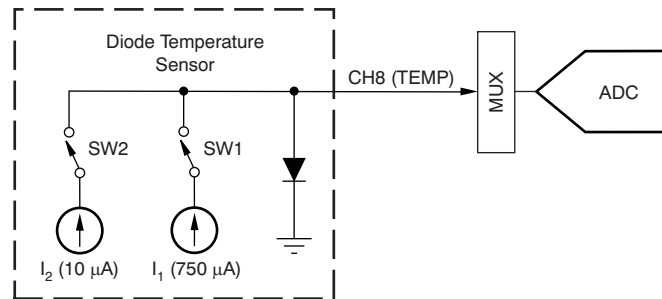 Diode Temperature
Sensor
CH8 (TEMP)
MUX
ADC
SW2
SW1
I₂ (10 µA)
I₁ (750 µA)